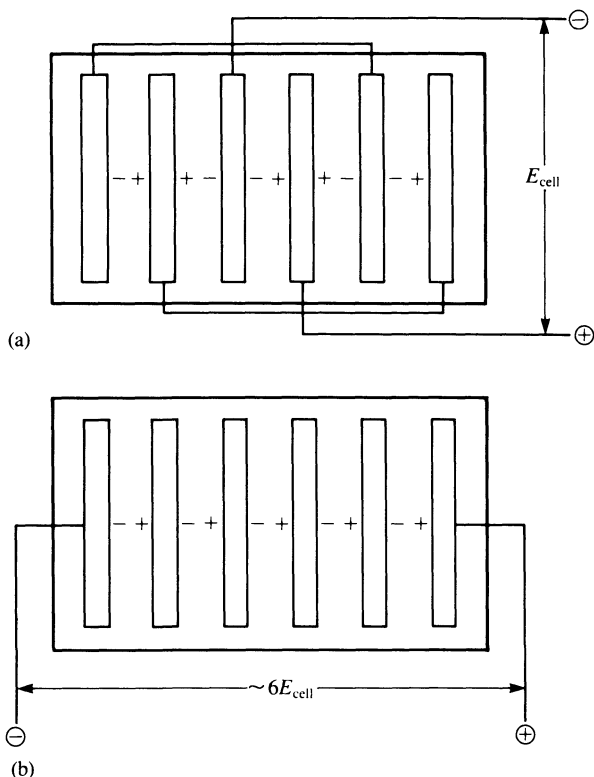 ⊖
− + + − − + + − − +
E_cell
⊕
(a)
− + − + − + − + − +
~6E_cell
⊖ ⊕
(b)